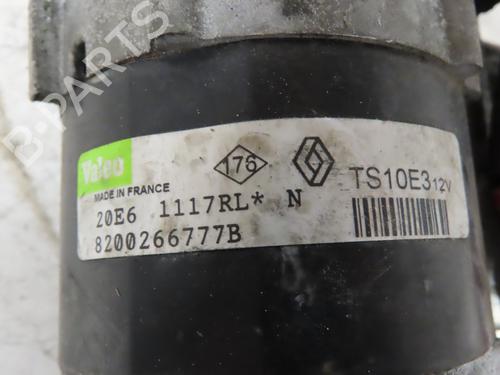 B-PARTS
Valeo
MADE IN FRANCE
176
TS10E3 12V
20E6 1117RL* N
8200266777B